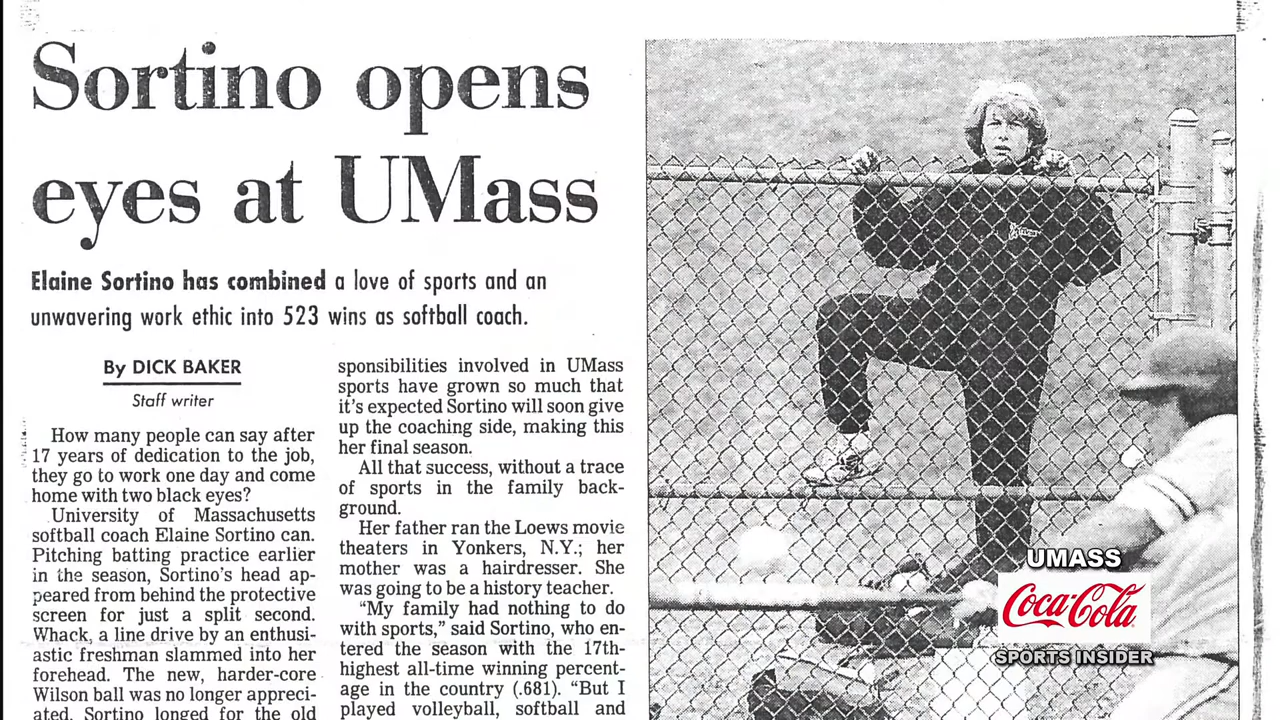 Sortino opens
eyes at UMass
Elaine Sortino has combined a love of sports and an
unwavering work ethic into 523 wins as softball coach.
By DICK BAKER
Staff writer
How many people can say after
17 years of dedication to the job,
they go to work one day and come
home with two black eyes?
University of Massachusetts
softball coach Elaine Sortino can.
Pitching batting practice earlier
in the season, Sortino's head ap-
peared from behind the protective
screen for just a split second.
Whack, a line drive by an enthusi-
astic freshman slammed into her
forehead. The new, harder-core
Wilson ball was no longer appreci-
ated. Sortino longed for the old
sponsibilities involved in UMass
sports have grown so much that
it's expected Sortino will soon give
up the coaching side, making this
her final season.
All that success, without a trace
of sports in the family back-
ground.
Her father ran the Loews movie
theaters in Yonkers, N.Y.; her
mother was a hairdresser. She
was going to be a history teacher.
"My family had nothing to do
with sports," said Sortino, who en-
tered the season with the 17th-
highest all-time winning percent-
age in the country (.681). "But I
played volleyball, softball and
UMASS
Coca-Cola
SPORTS INSIDER